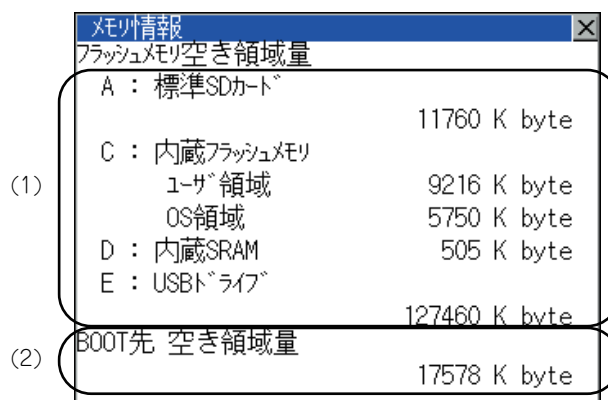 メモリ情報
フラッシュメモリ空き領域量
A : 標準SDカード
11760 K byte
C : 内蔵フラッシュメモリ
(1) ユーザ領域 9216 K byte
OS領域 5750 K byte
D : 内蔵SRAM 505 K byte
E : USBドライブ
127460 K byte
(2) BOOT先 空き領域量
17578 K byte